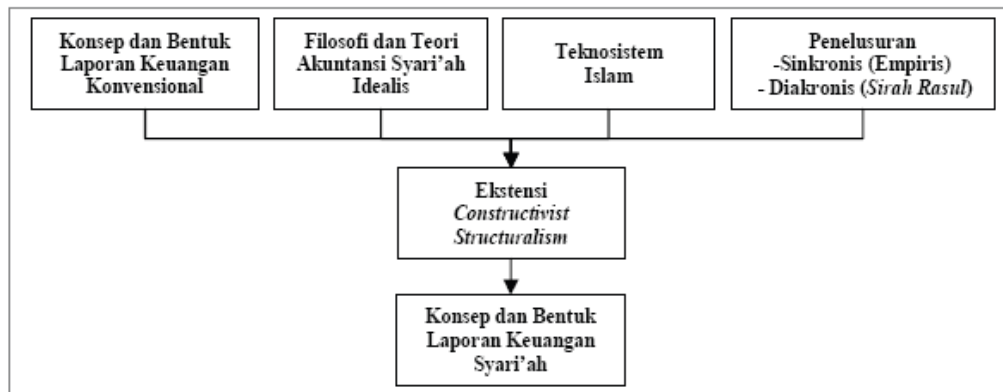 Konsep dan Bentuk
Laporan Keuangan
Konvensional
Filosofi dan Teori
Akuntansi Syari’ah
Idealis
Teknosistem
Islam
Penelusuran
-Sinkronis (Empiris)
- Diakronis (Sirah Rasul)
Ekstensi
Constructivist
Structuralism
Konsep dan Bentuk
Laporan Keuangan
Syari’ah